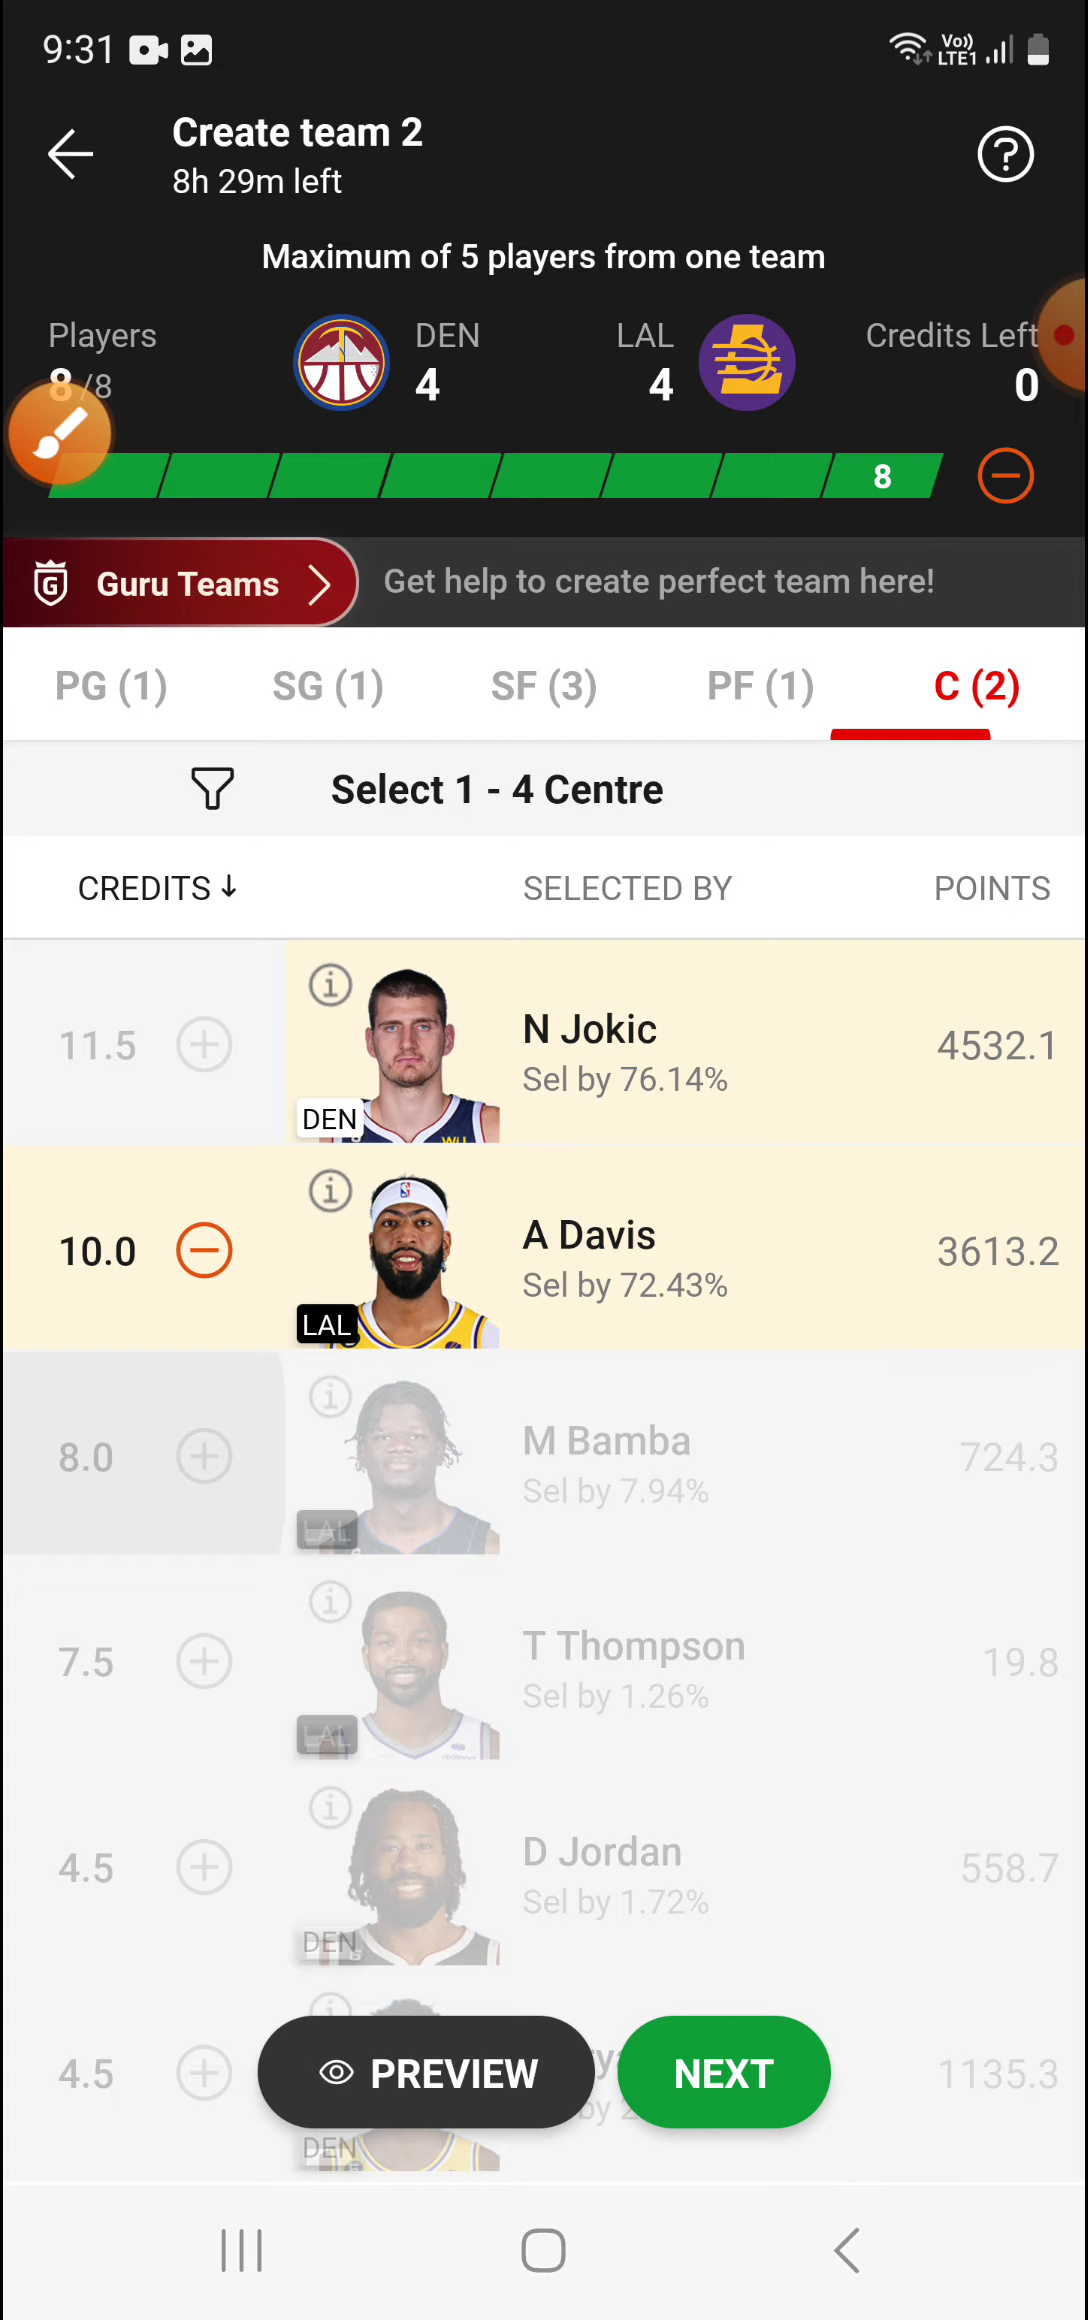 9:31
Vo))
LTE1
Create team 2
8h 29m left
Maximum of 5 players from one team
Players
8/8
DEN
4
LAL
4
Credits Left
0
8
G
Guru Teams
Get help to create perfect team here!
PG (1) SG (1) SF (3) PF (1) C (2)
Select 1 - 4 Centre
CREDITS ↓ SELECTED BY POINTS
11.5 N Jokic 4532.1
Sel by 76.14%
DEN
10.0 A Davis 3613.2
Sel by 72.43%
LAL
8.0 M Bamba 724.3
Sel by 7.94%
LAL
7.5 T Thompson 19.8
Sel by 1.26%
LAL
4.5 D Jordan 558.7
Sel by 1.72%
DEN
4.5 1135.3
PREVIEW NEXT
DEN